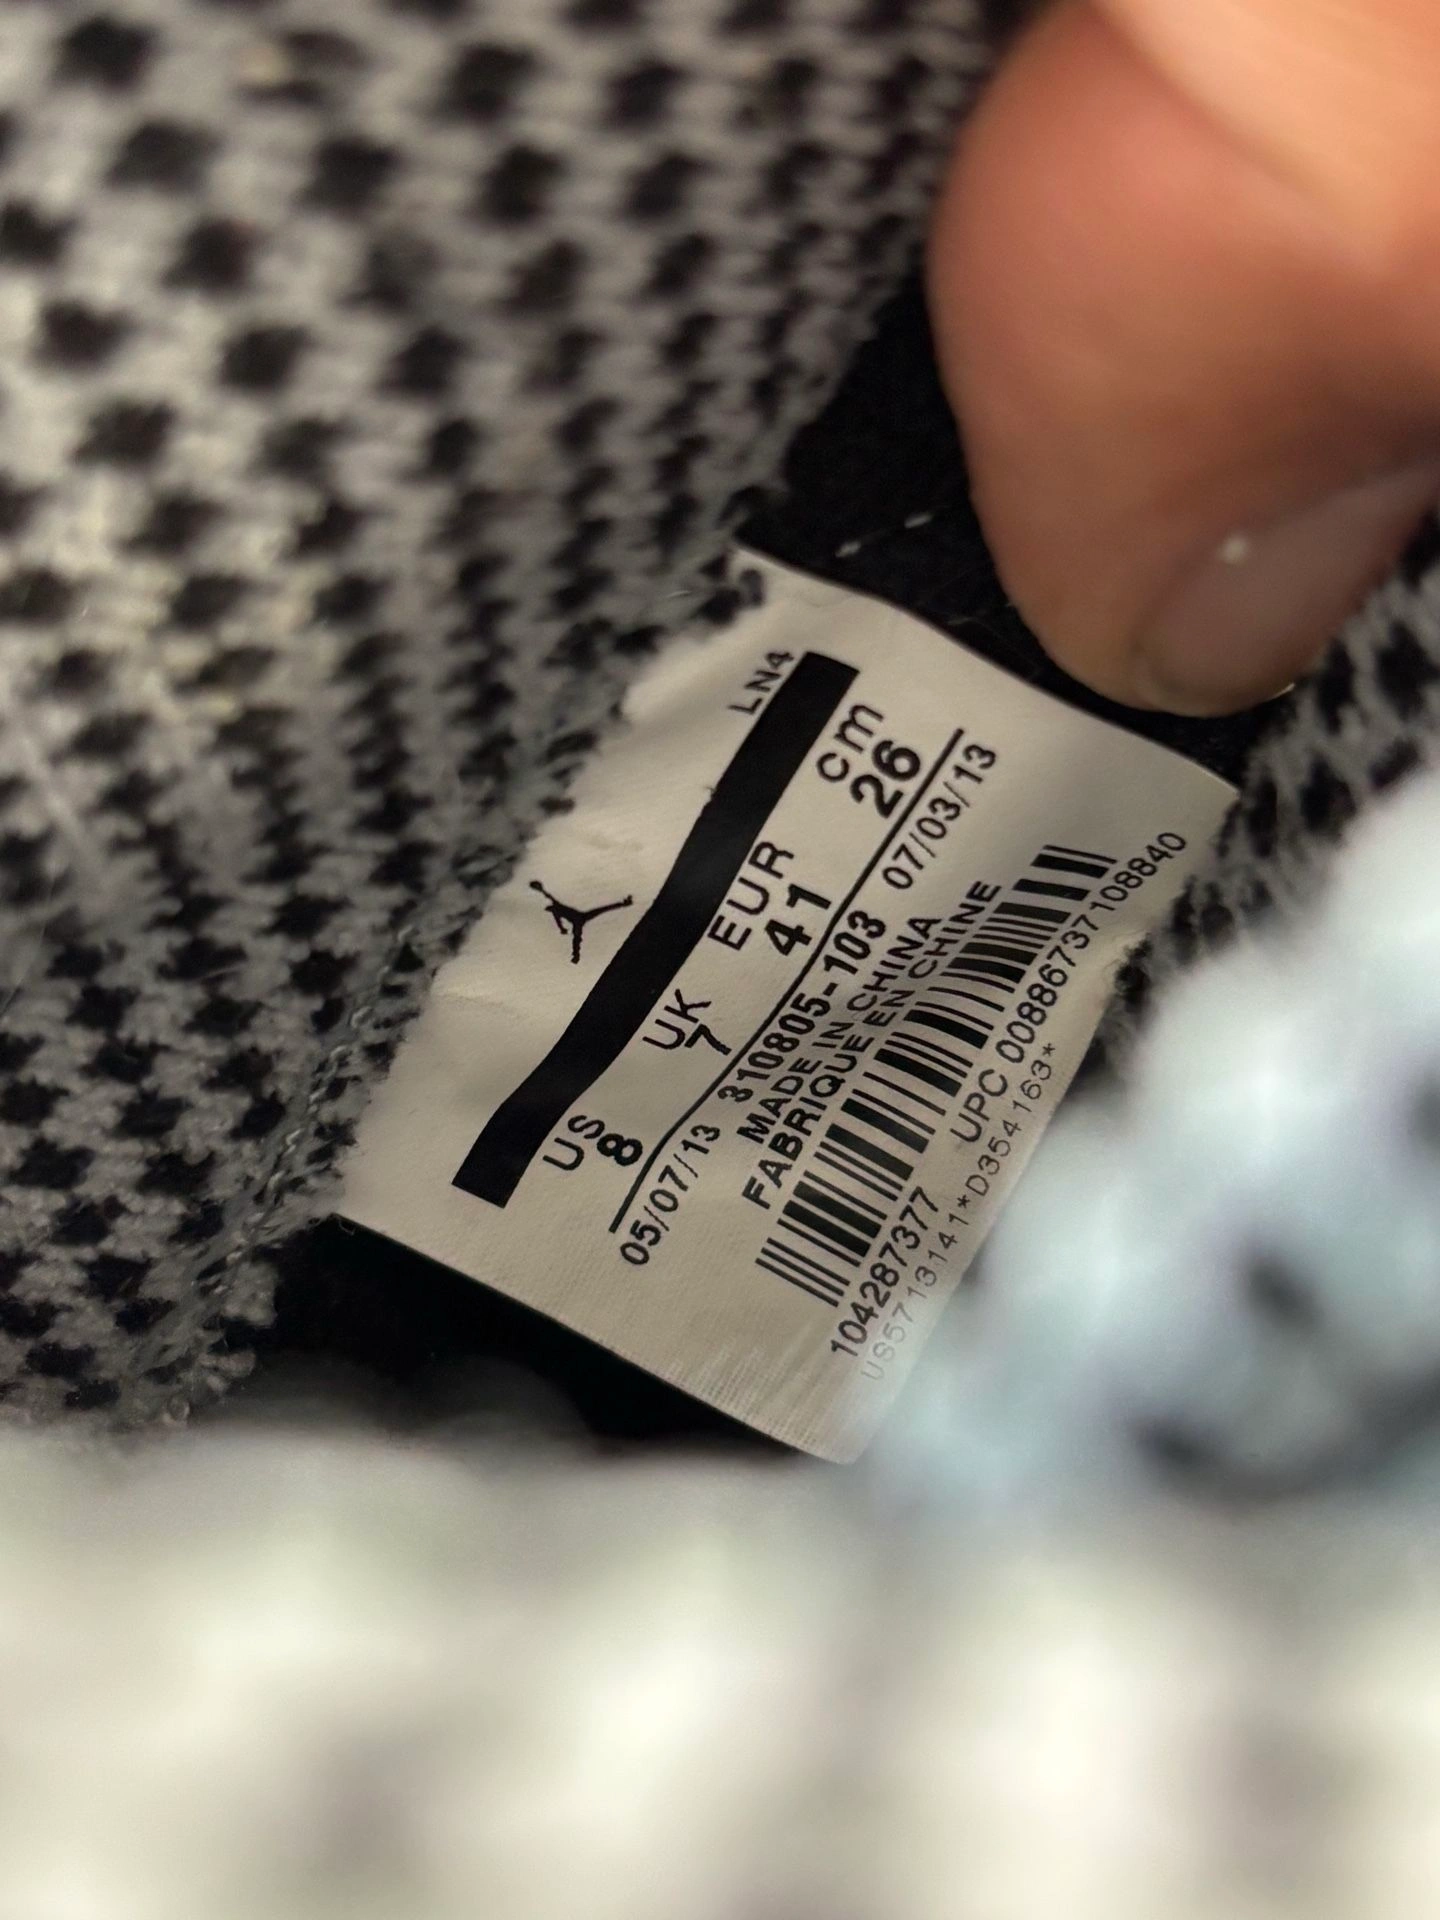 LN4
US UK EUR cm
8 7 41 26
05/07/13 310805-103 07/03/13
MADE IN CHINA
FABRIQUE EN CHINE
104287377 UPC 00886737108840
US5713141*D354163*